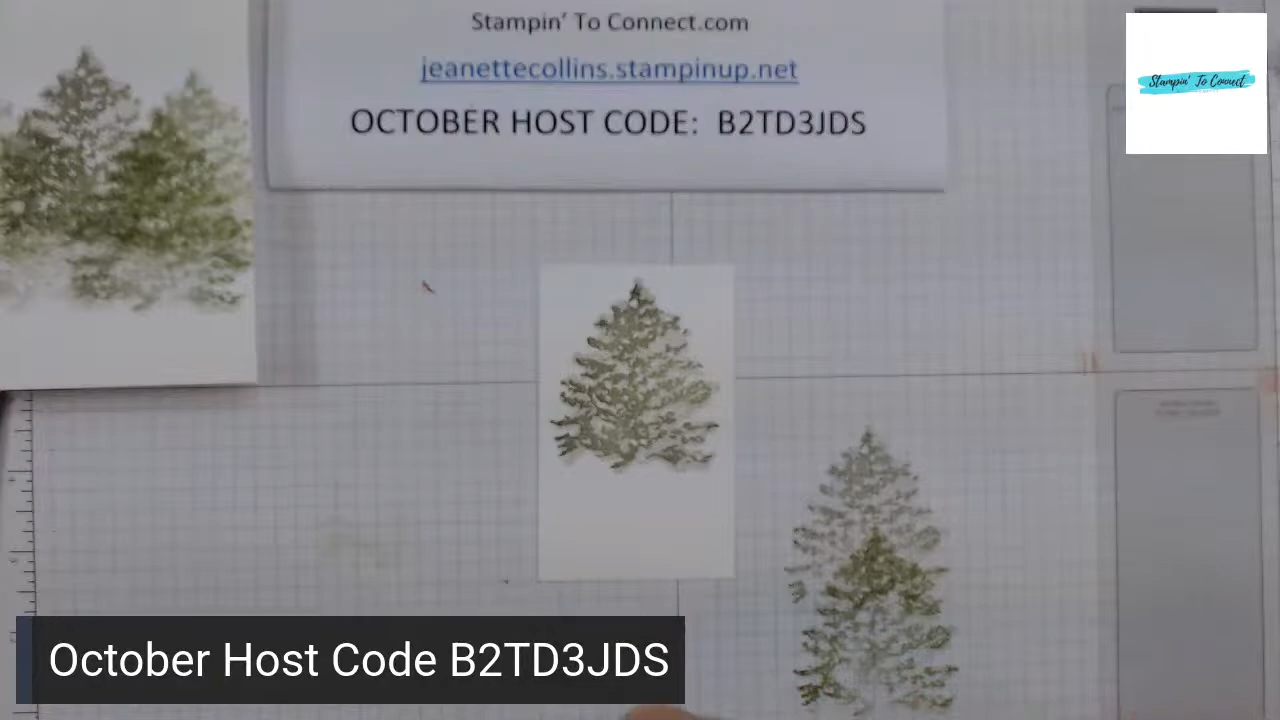 Stampin' To Connect.com
jeanettecollins.stampinup.net
OCTOBER HOST CODE: B2TD3JDS
Stampin' To Connect
October Host Code B2TD3JDS